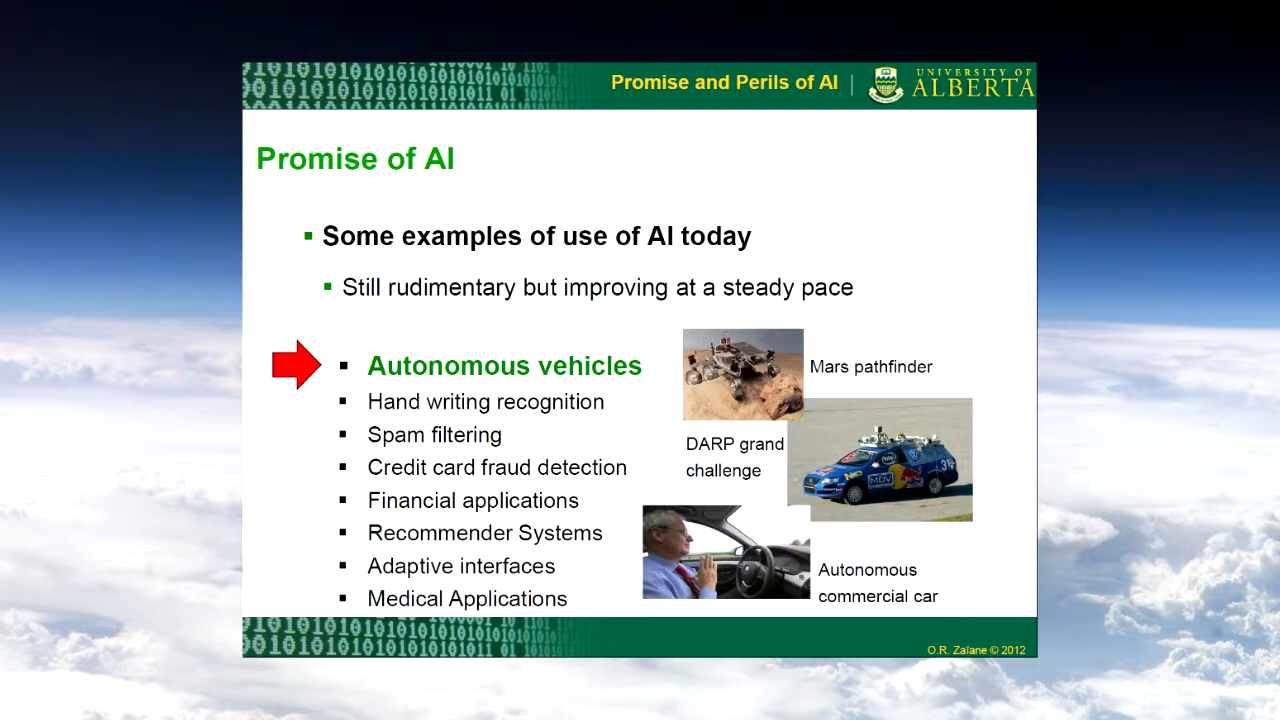 Promise and Perils of AI
UNIVERSITY OF
ALBERTA
Promise of AI
Some examples of use of AI today
Still rudimentary but improving at a steady pace
Autonomous vehicles
Hand writing recognition
Spam filtering
Credit card fraud detection
Financial applications
Recommender Systems
Adaptive interfaces
Medical Applications
Mars pathfinder
DARP grand
challenge
MDV
Autonomous
commercial car
O.R. Zaïane © 2012